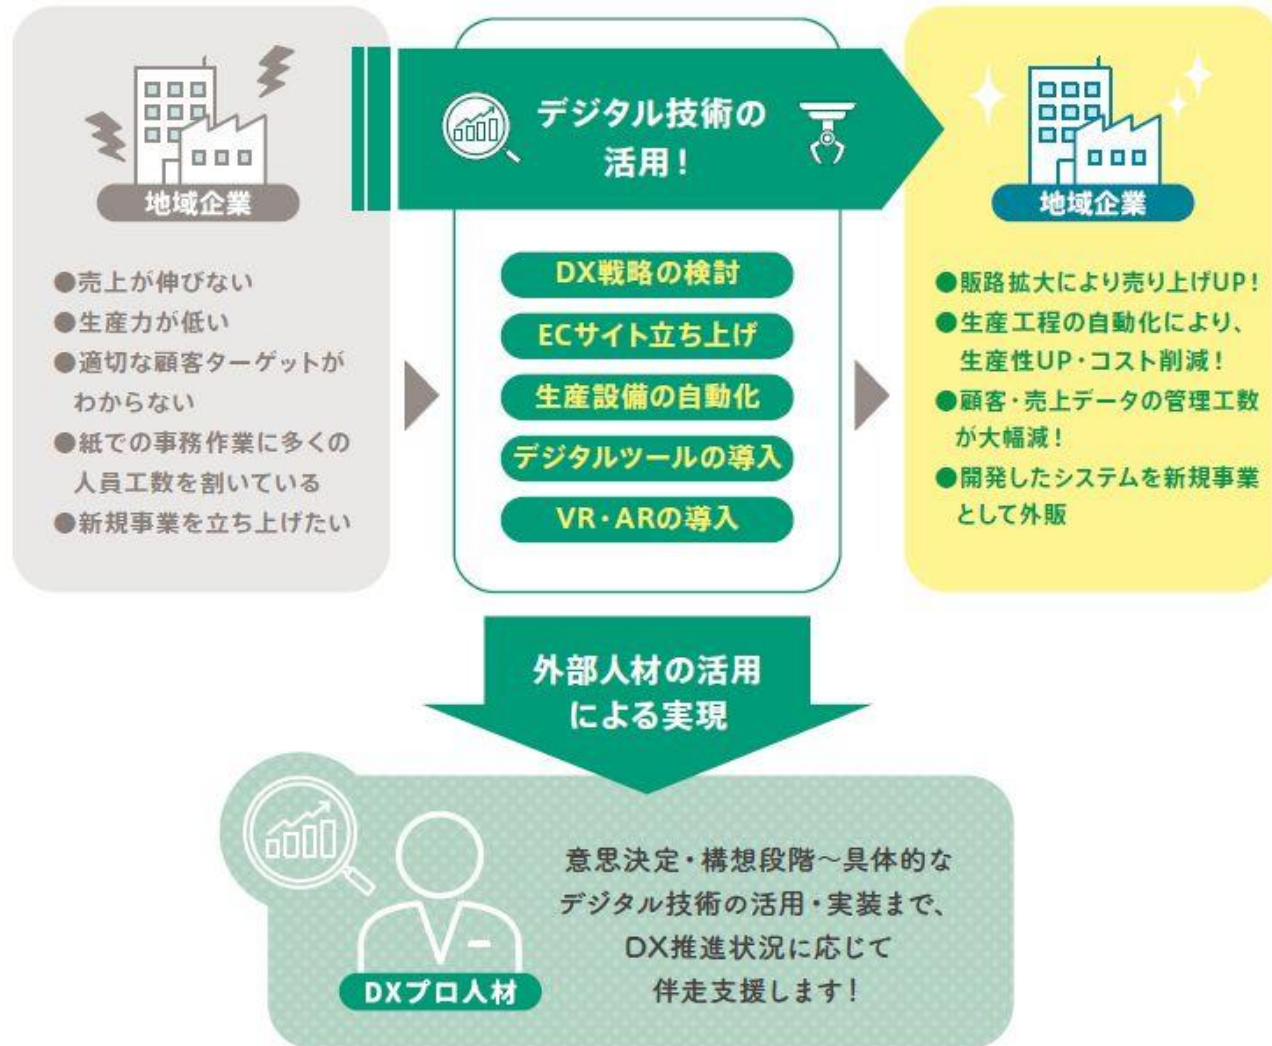 地域企業
●売上が伸びない
●生産力が低い
●適切な顧客ターゲットが
わからない
●紙での事務作業に多くの
人員工数を割いている
●新規事業を立ち上げたい
デジタル技術の
活用！
DX戦略の検討
ECサイト立ち上げ
生産設備の自動化
デジタルツールの導入
VR・ARの導入
地域企業
●販路拡大により売り上げUP！
●生産工程の自動化により、
生産性UP・コスト削減！
●顧客・売上データの管理工数
が大幅減！
●開発したシステムを新規事業
として外販
外部人材の活用
による実現
DXプロ人材
意思決定・構想段階～具体的な
デジタル技術の活用・実装まで、
DX推進状況に応じて
伴走支援します！